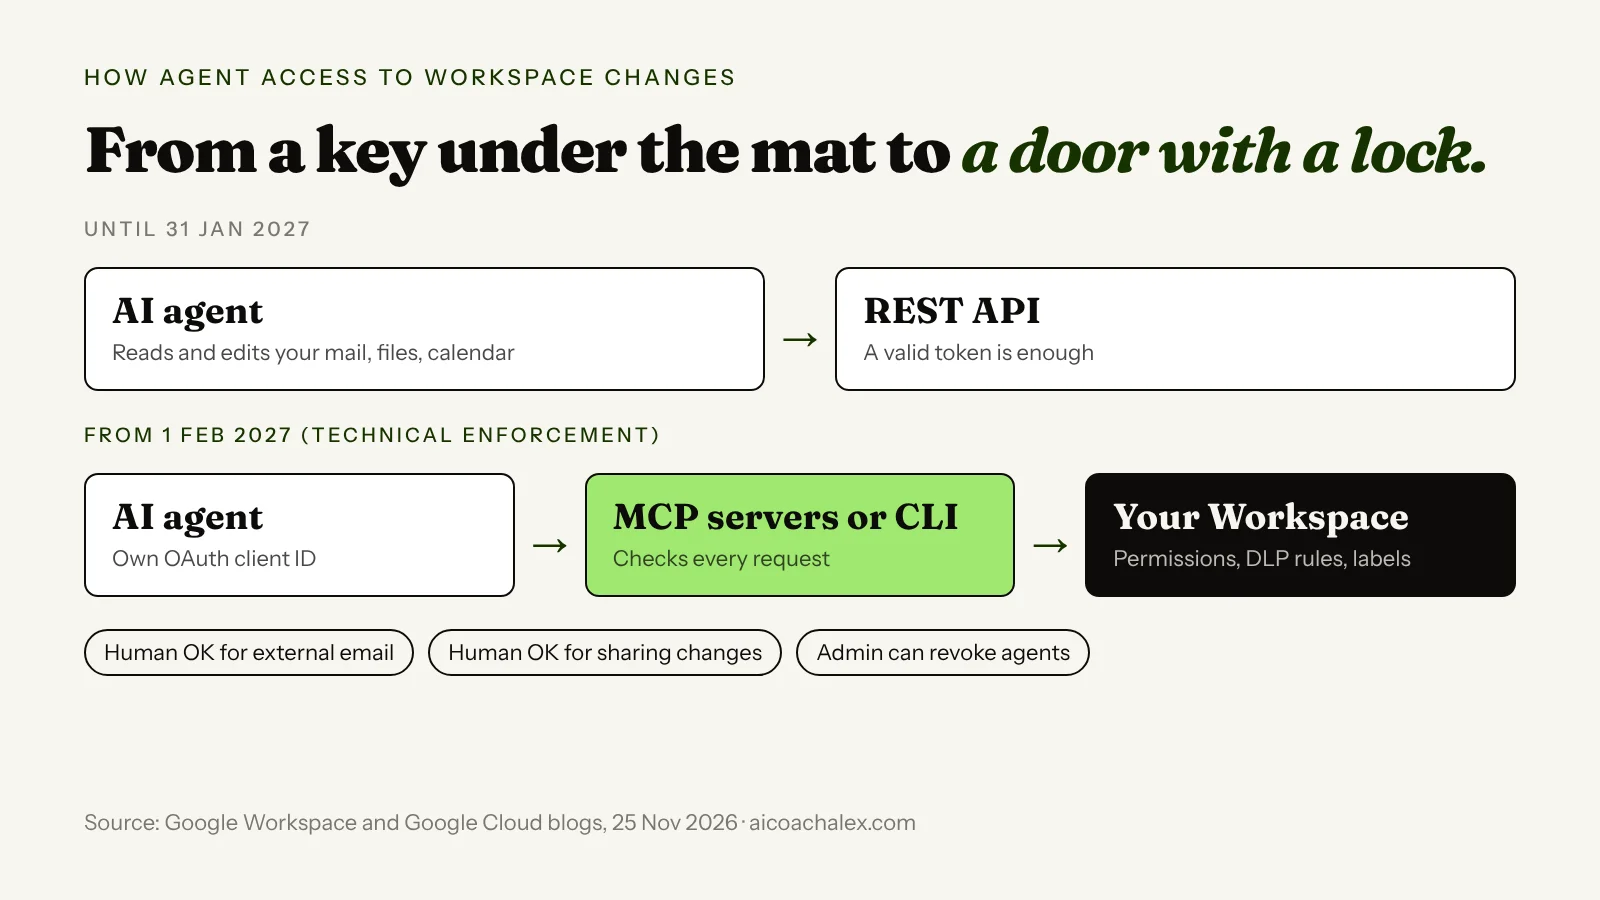 HOW AGENT ACCESS TO WORKSPACE CHANGES
From a key under the mat to a door with a lock.
UNTIL 31 JAN 2027
AI agent
Reads and edits your mail, files, calendar
→
REST API
A valid token is enough
FROM 1 FEB 2027 (TECHNICAL ENFORCEMENT)
AI agent
Own OAuth client ID
→
MCP servers or CLI
Checks every request
→
Your Workspace
Permissions, DLP rules, labels
Human OK for external email
Human OK for sharing changes
Admin can revoke agents
Source: Google Workspace and Google Cloud blogs, 25 Nov 2026 · aicoachalex.com